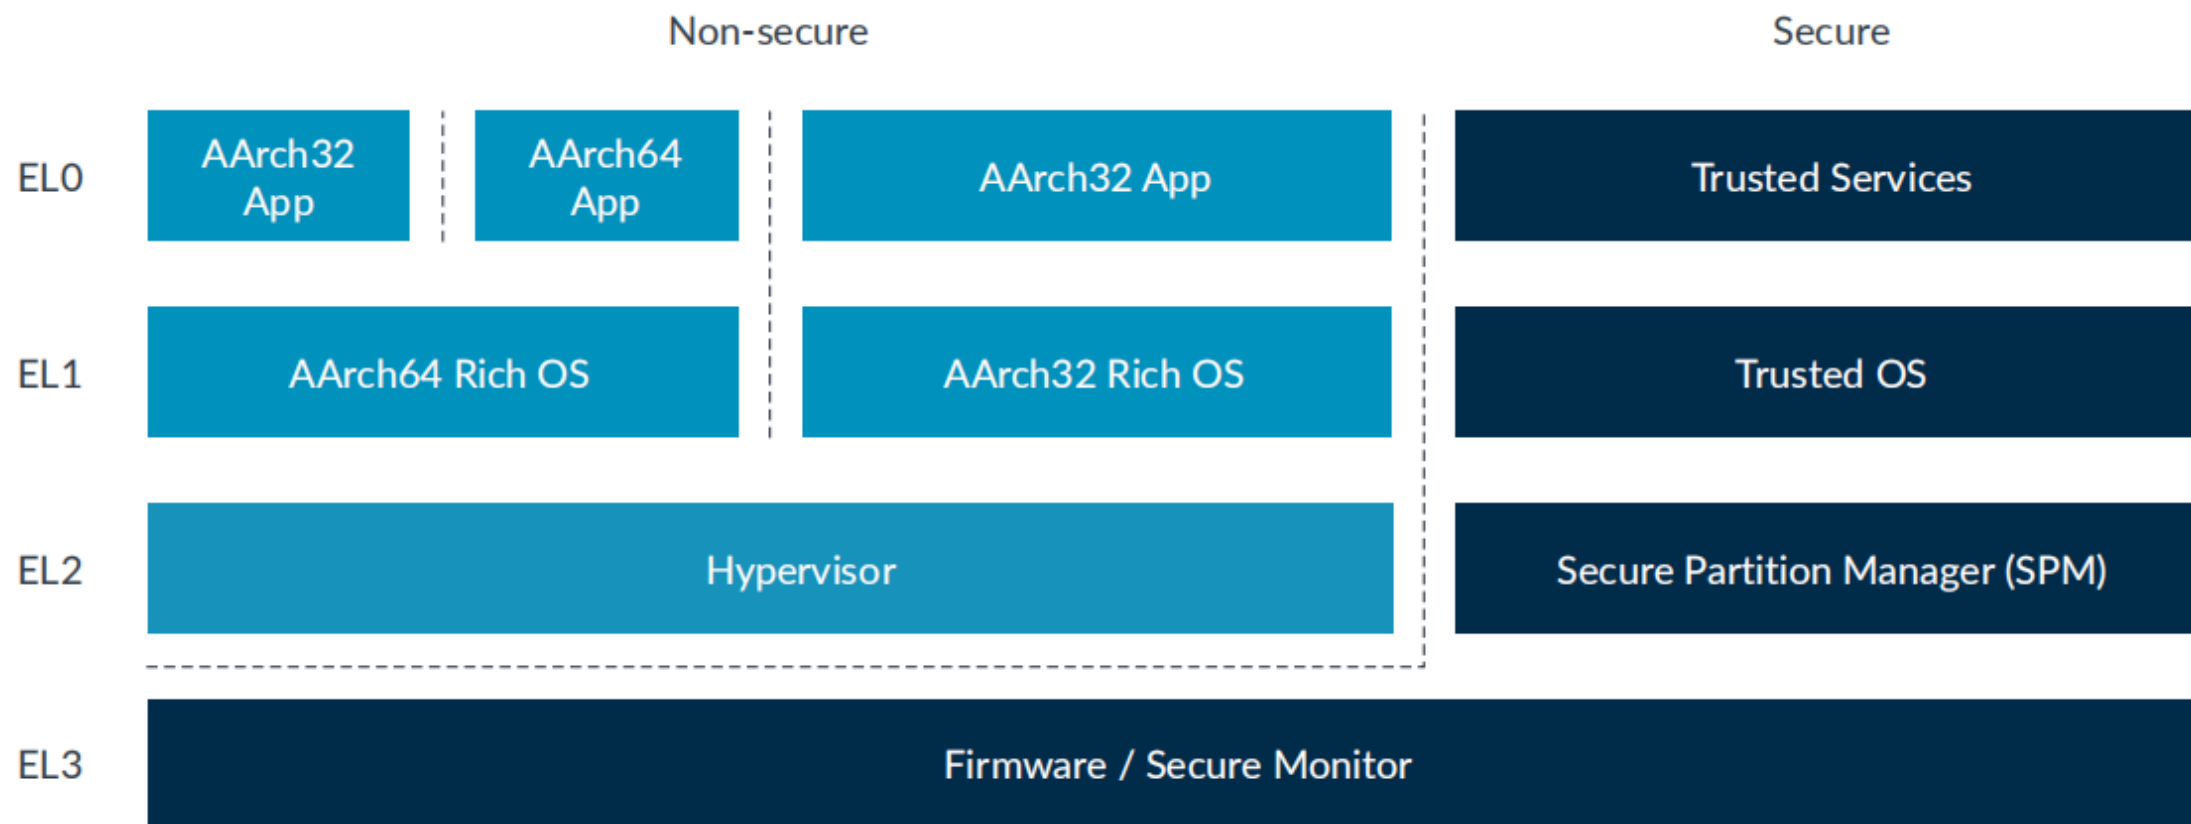 Non-secure
Secure
EL0
AArch32
App
AArch64
App
AArch32 App
Trusted Services
EL1
AArch64 Rich OS
AArch32 Rich OS
Trusted OS
EL2
Hypervisor
Secure Partition Manager (SPM)
EL3
Firmware / Secure Monitor